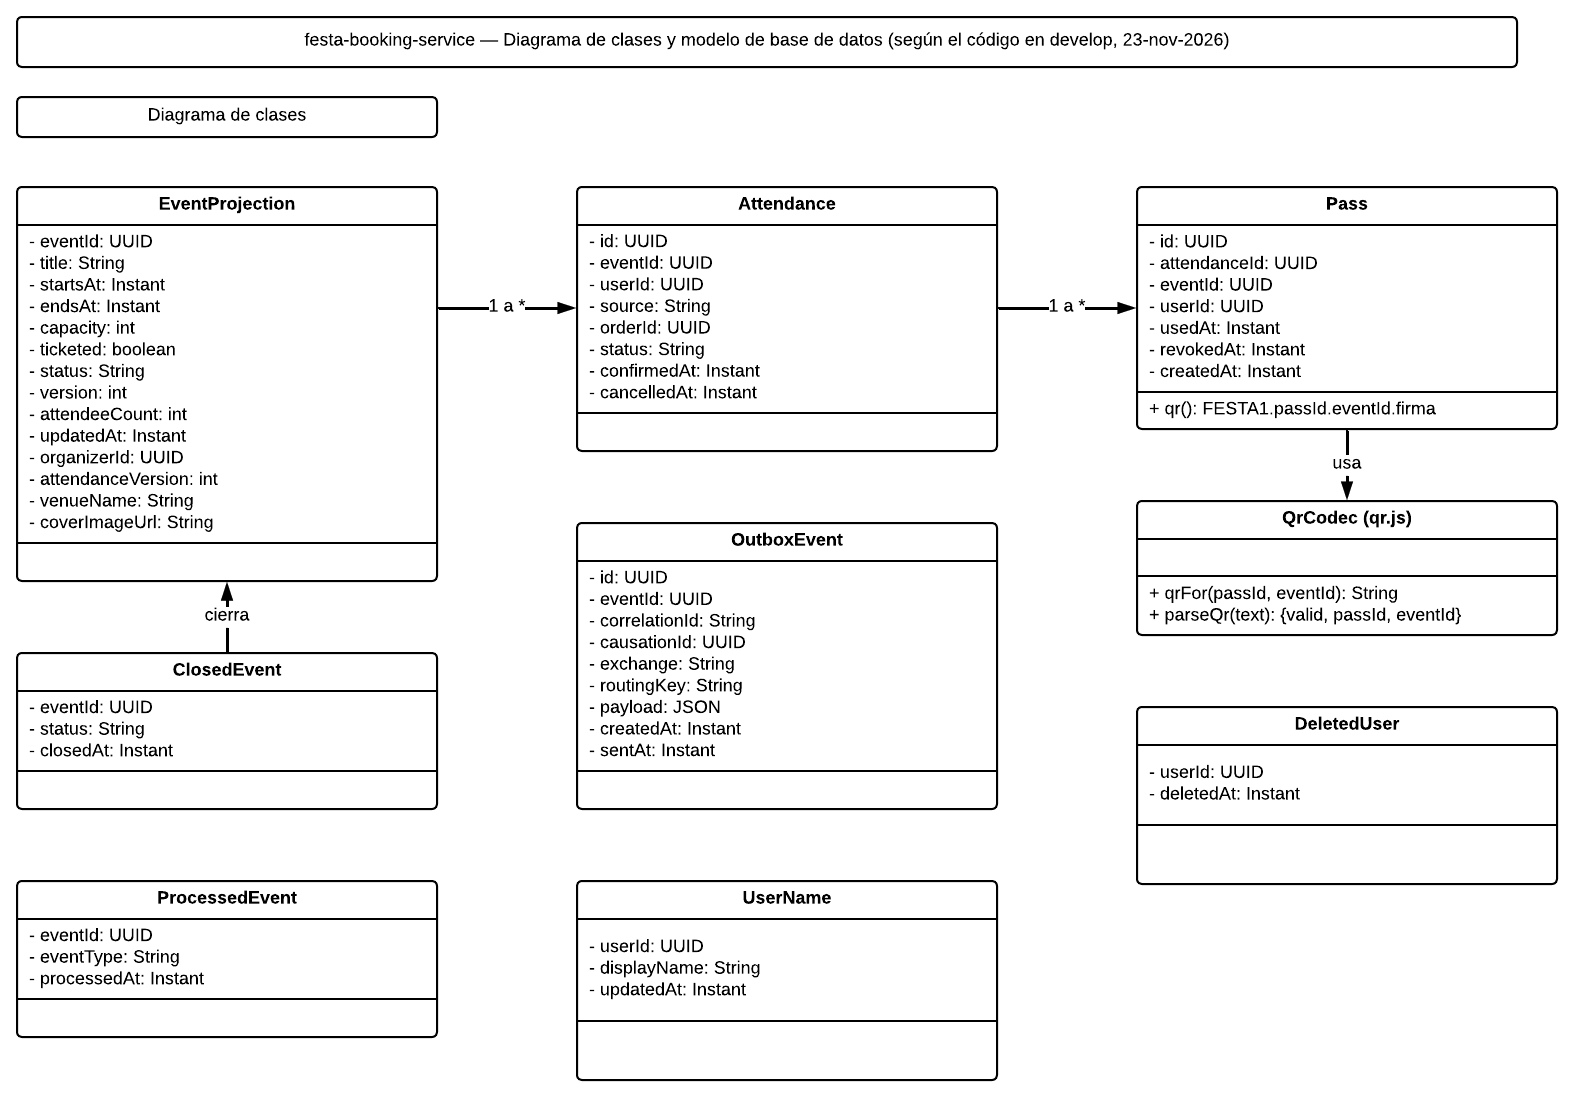 festa-booking-service — Diagrama de clases y modelo de base de datos (según el código en develop, 23-nov-2026)
Diagrama de clases
EventProjection
- eventId: UUID
- title: String
- startsAt: Instant
- endsAt: Instant
- capacity: int
- ticketed: boolean
- status: String
- version: int
- attendeeCount: int
- updatedAt: Instant
- organizerId: UUID
- attendanceVersion: int
- venueName: String
- coverImageUrl: String
1 a *
Attendance
- id: UUID
- eventId: UUID
- userId: UUID
- source: String
- orderId: UUID
- status: String
- confirmedAt: Instant
- cancelledAt: Instant
1 a *
Pass
- id: UUID
- attendanceId: UUID
- eventId: UUID
- userId: UUID
- usedAt: Instant
- revokedAt: Instant
- createdAt: Instant
+ qr(): FESTA1.passId.eventId.firma
usa
QrCodec (qr.js)
+ qrFor(passId, eventId): String
+ parseQr(text): {valid, passId, eventId}
cierra
ClosedEvent
- eventId: UUID
- status: String
- closedAt: Instant
OutboxEvent
- id: UUID
- eventId: UUID
- correlationId: String
- causationId: UUID
- exchange: String
- routingKey: String
- payload: JSON
- createdAt: Instant
- sentAt: Instant
DeletedUser
- userId: UUID
- deletedAt: Instant
ProcessedEvent
- eventId: UUID
- eventType: String
- processedAt: Instant
UserName
- userId: UUID
- displayName: String
- updatedAt: Instant